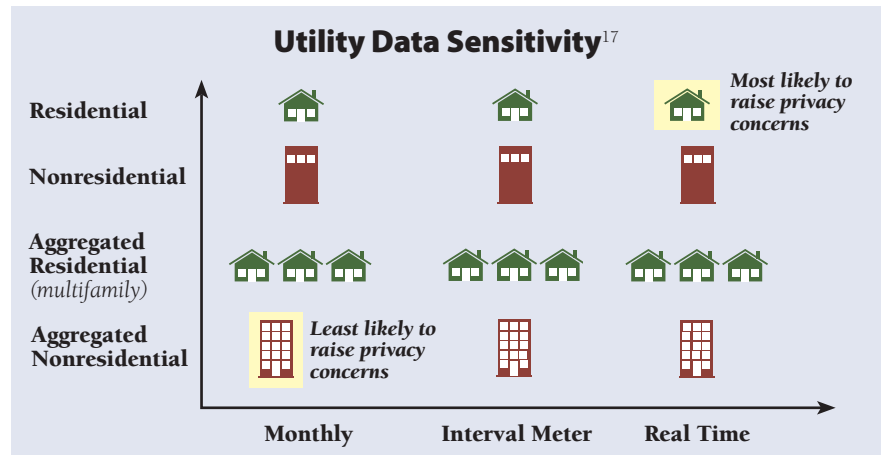 Utility Data Sensitivity17
Residential
Most likely to
raise privacy
concerns
Nonresidential
Aggregated
Residential
(multifamily)
Aggregated
Nonresidential
Least likely to
raise privacy
concerns
Monthly
Interval Meter
Real Time